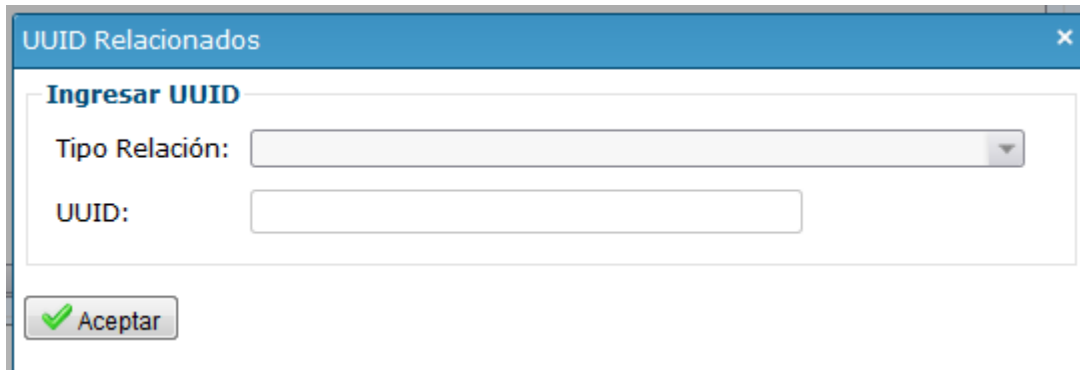 UUID Relacionados
Ingresar UUID
Tipo Relación:
UUID:
Aceptar